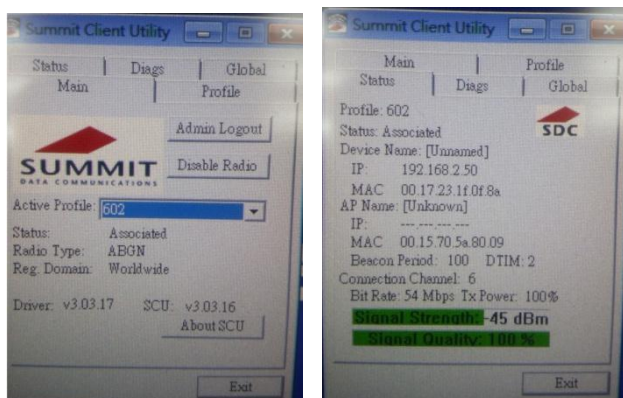 Summit Client Utility
Status Diags Global
Main Profile
Admin Logout
SUMMIT
DATA COMMUNICATIONS
Disable Radio
Active Profile: 602
Status: Associated
Radio Type: ABGN
Reg. Domain: Worldwide
Driver: v3.03.17 SCU: v3.03.16
About SCU
Exit
Summit Client Utility
Main Profile
Status Diags Global
Profile: 602
Status: Associated
SDC
Device Name: [Unnamed]
IP: 192.168.2.50
MAC 00.17.23.1f.0f.8a
AP Name: [Unknown]
IP: ---.---.---
MAC 00.15.70.5a.80.09
Beacon Period: 100 DTIM: 2
Connection Channel: 6
Bit Rate: 54 Mbps Tx Power: 100%
Signal Strength: -45 dBm
Signal Quality: 100 %
Exit